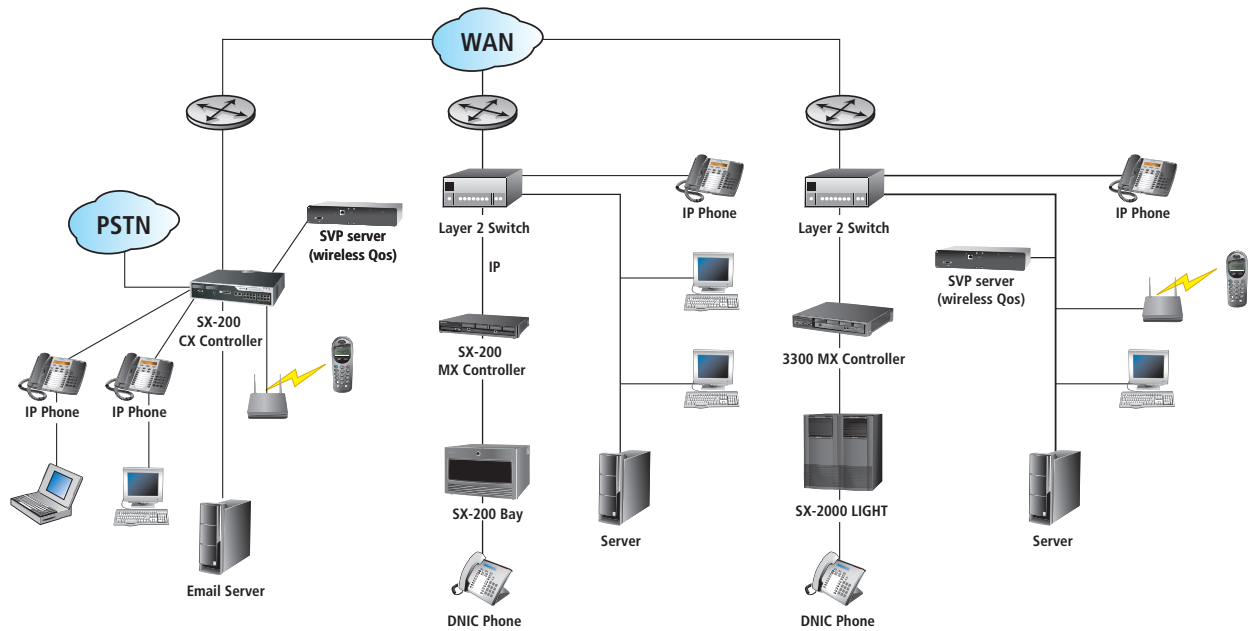 WAN
PSTN
SVP server
(wireless Qos)
SX-200
CX Controller
IP Phone
IP Phone
Email Server
Layer 2 Switch
IP
SX-200
MX Controller
SX-200 Bay
DNIC Phone
IP Phone
Server
Layer 2 Switch
3300 MX Controller
SX-2000 LIGHT
DNIC Phone
IP Phone
SVP server
(wireless Qos)
Server